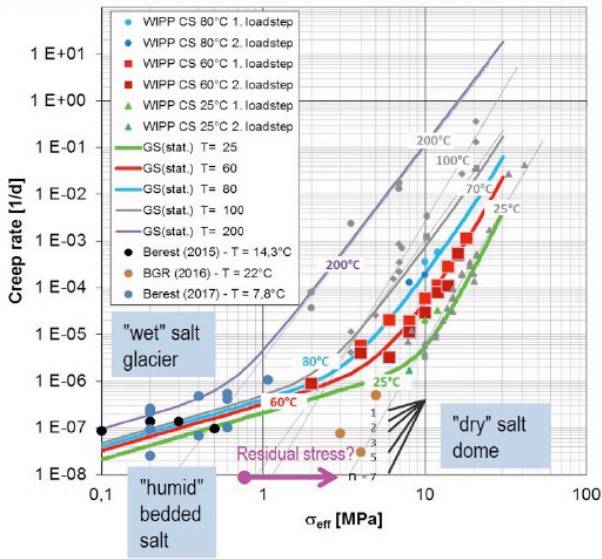 WIPP CS 80°C 1. loadstep
WIPP CS 80°C 2. loadstep
WIPP CS 60°C 1. loadstep
WIPP CS 60°C 2. loadstep
WIPP CS 25°C 1. loadstep
WIPP CS 25°C 2. loadstep
GS(stat.) T= 25
GS(stat.) T= 60
GS(stat.) T= 80
GS(stat.) T= 100
GS(stat.) T= 200
Berest (2015) - T = 14,3°C
BGR (2016) - T = 22°C
Berest (2017) - T = 7,8°C
Creep rate [1/d]
1 E+01
1 E+00
1 E-01
1 E-02
1 E-03
1 E-04
1 E-05
1 E-06
1 E-07
1 E-08
200°C
100°C
70°C
25°C
200°C
80°C
60°C
25°C
"wet" salt
glacier
"humid"
bedded
salt
"dry" salt
dome
Residual stress?
1
2
3
5
n = 7
0,1
1
10
100
σeff [MPa]